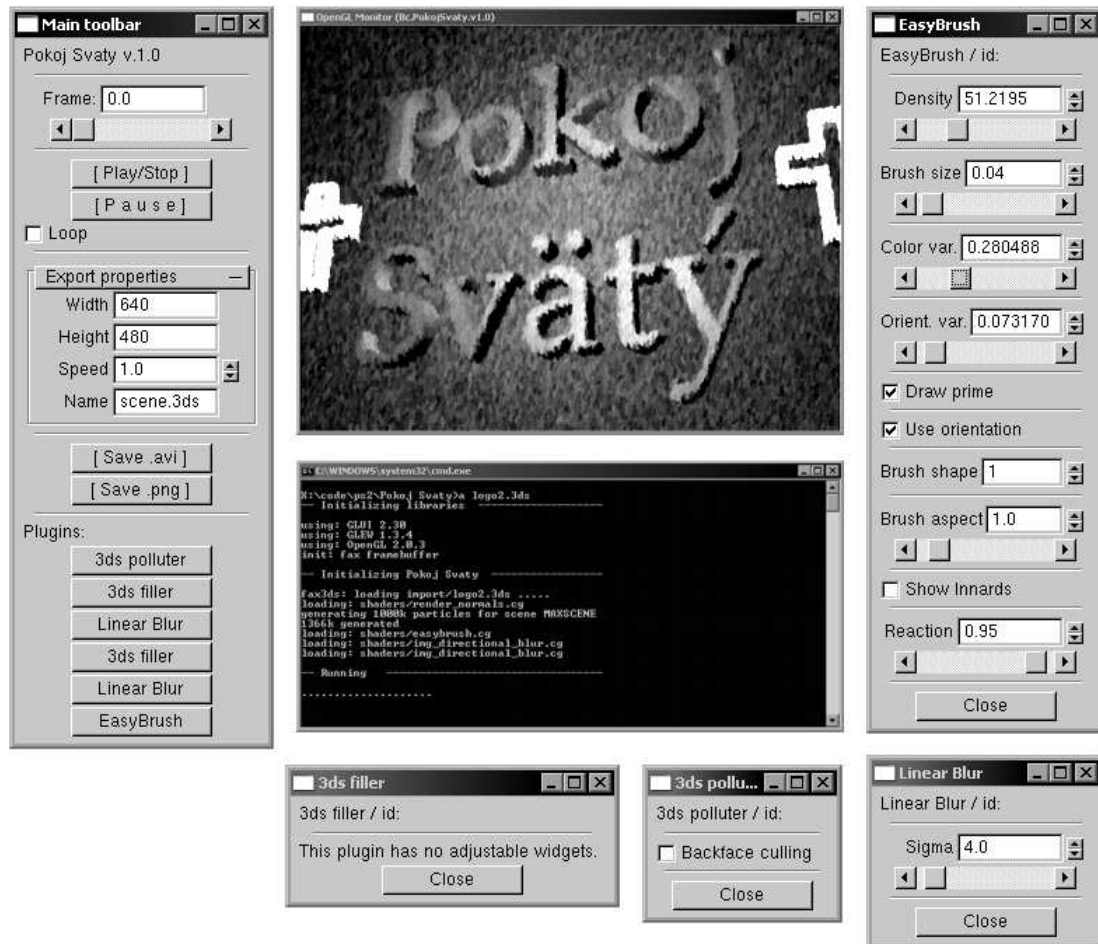 Main toolbar
Pokoj Svaty v.1.0
Frame: 0.0
[ Play/Stop ]
[ P a u s e ]
Loop
Export properties
Width 640
Height 480
Speed 1.0
Name scene.3ds
[ Save .avi ]
[ Save .png ]
Plugins:
3ds polluter
3ds filler
Linear Blur
3ds filler
Linear Blur
EasyBrush
OpenGL Monitor (Bc.PokojSvaty.v1.0)
Pokoj
Svätý
C:\WINDOWS\system32\cmd.exe
X:\code\ps2\Pokoj Svaty>a logo2.3ds
-- Initializing libraries --------------------
using: GLUI 2.30
using: GLEW 1.3.4
using: OpenGL 2.0.3
init: fax framebuffer
-- Initializing Pokoj Svaty ------------------
fax3ds: loading import/logo2.3ds .....
loading: shaders/render_normals.cg
generating 1000k particles for scene MAXSCENE
1366k generated
loading: shaders/easybrush.cg
loading: shaders/img_directional_blur.cg
loading: shaders/img_directional_blur.cg
-- Running -----------------------------------
....................
EasyBrush
EasyBrush / id:
Density 51.2195
Brush size 0.04
Color var. 0.280488
Orient. var. 0.073170
Draw prime
Use orientation
Brush shape 1
Brush aspect 1.0
Show Innards
Reaction 0.95
Close
3ds filler
3ds filler / id:
This plugin has no adjustable widgets.
Close
3ds pollu...
3ds polluter / id:
Backface culling
Close
Linear Blur
Linear Blur / id:
Sigma 4.0
Close